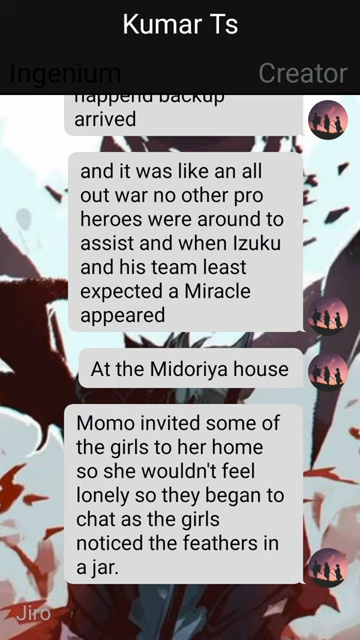 Kumar Ts
Ingenium Creator
happend backup
arrived
and it was like an all
out war no other pro
heroes were around to
assist and when Izuku
and his team least
expected a Miracle
appeared
At the Midoriya house
Momo invited some of
the girls to her home
so she wouldn't feel
lonely so they began to
chat as the girls
noticed the feathers in
a jar.
Jiro